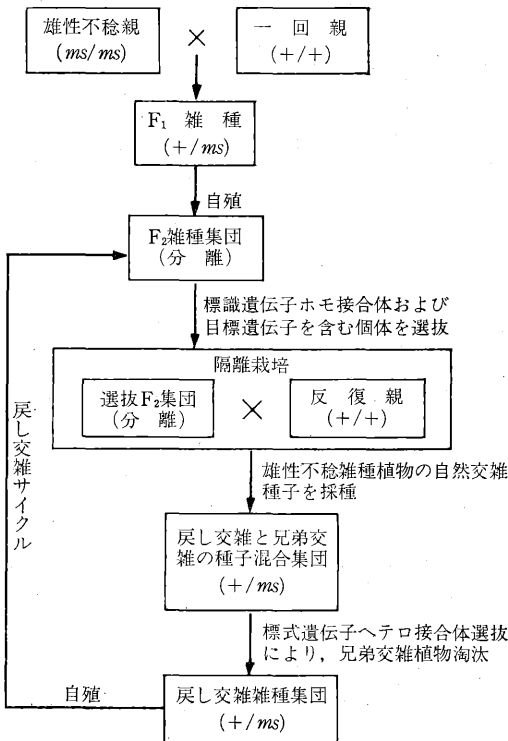 雄性不稔親
(ms/ms)
×
一回親
(+/+)
F₁ 雑種
(+/ms)
自殖
F₂雑種集団
(分離)
標識遺伝子ホモ接合体および
目標遺伝子を含む個体を選抜
隔離栽培
選抜F₂集団
(分離)
×
反復親
(+/+)
雄性不稔雑種植物の自然交雑
種子を採種
戻し交雑と兄弟交
雑の種子混合集団
(+/ms)
標式遺伝子ヘテロ接合体選抜
により,兄弟交雑植物淘汰
戻し交雑雑種集団
(+/ms)
自殖
戻し交雑サイクル